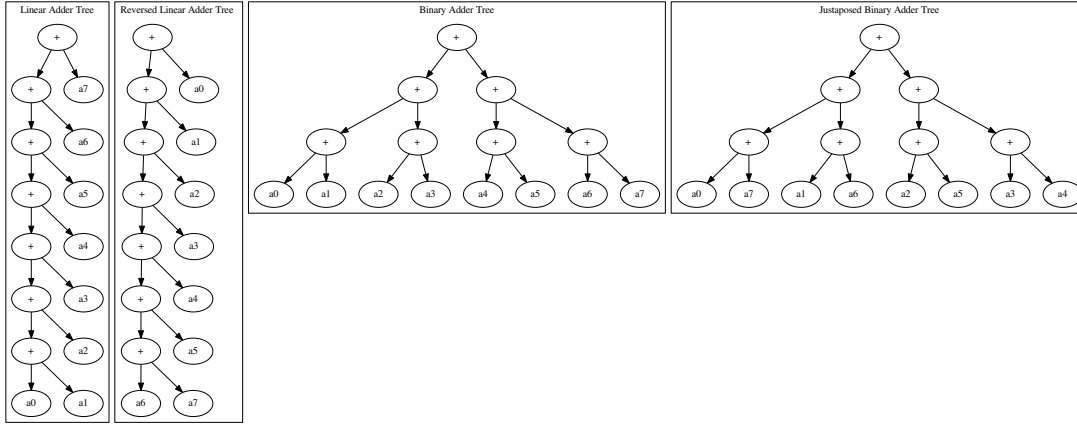 Linear Adder Tree
+
+ a7
+ a6
+ a5
+ a4
+ a3
+ a2
a0 a1
Reversed Linear Adder Tree
+
+ a0
+ a1
+ a2
+ a3
+ a4
+ a5
a6 a7
Binary Adder Tree
+
+ +
+ + + +
a0 a1 a2 a3 a4 a5 a6 a7
Justaposed Binary Adder Tree
+
+ +
+ + + +
a0 a7 a1 a6 a2 a5 a3 a4